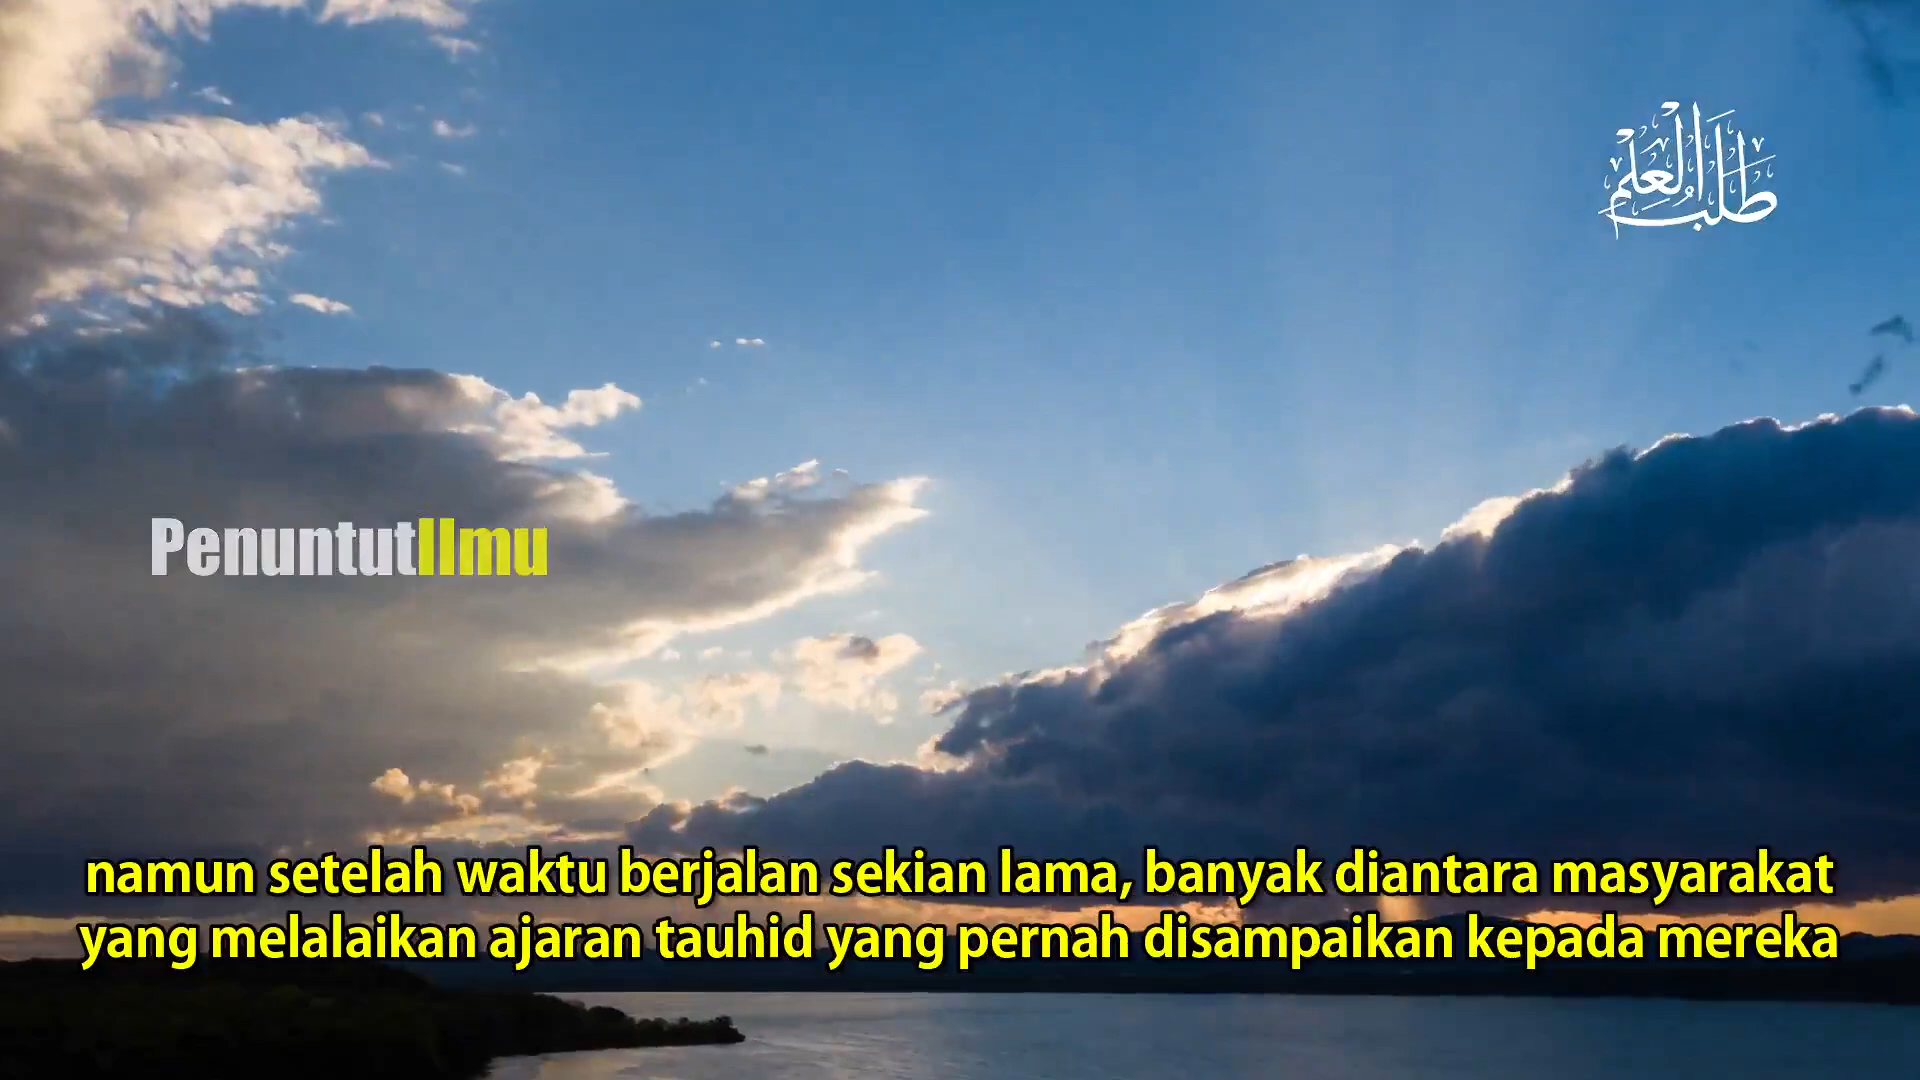 طلب العلم
PenuntutIlmu
namun setelah waktu berjalan sekian lama, banyak diantara masyarakat
yang melalaikan ajaran tauhid yang pernah disampaikan kepada mereka